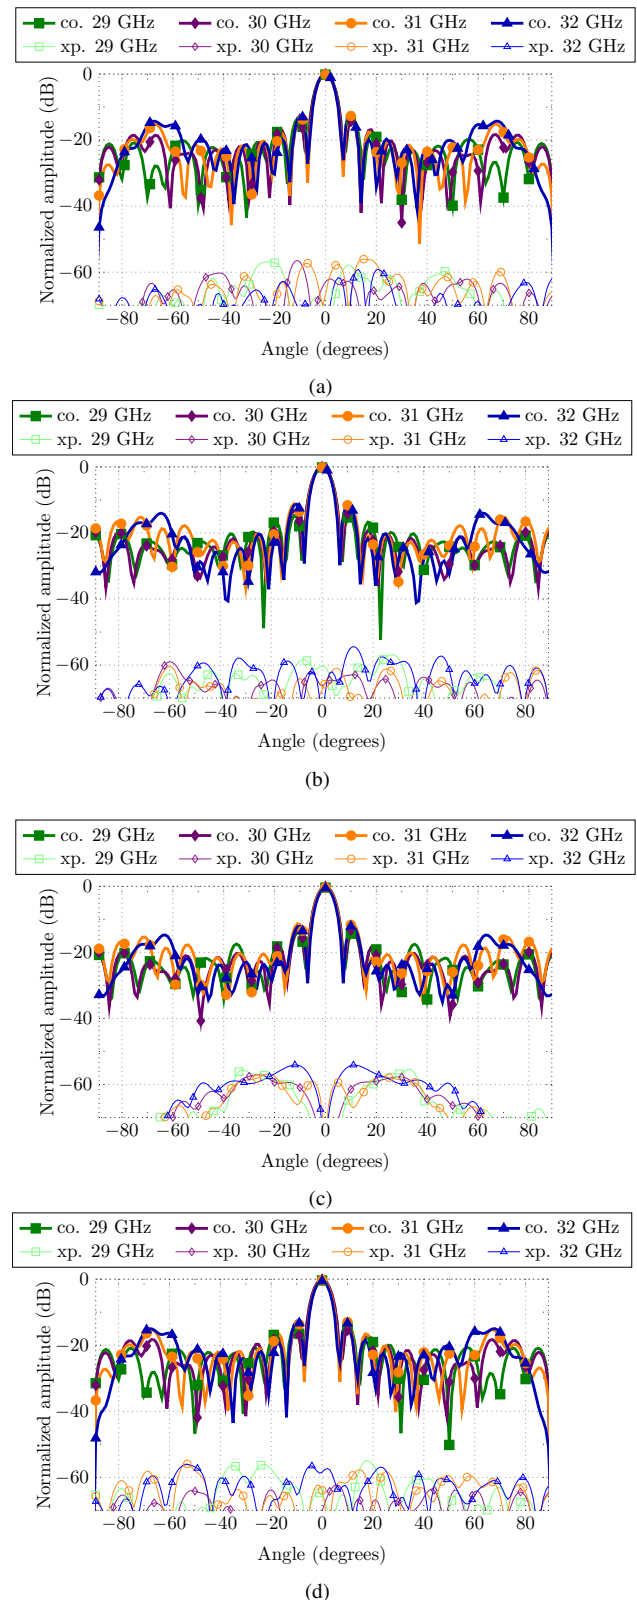 co. 29 GHz co. 30 GHz co. 31 GHz co. 32 GHz
xp. 29 GHz xp. 30 GHz xp. 31 GHz xp. 32 GHz
Normalized amplitude (dB)
0
−20
−40
−60
−80 −60 −40 −20 0 20 40 60 80
Angle (degrees)
(a)
co. 29 GHz co. 30 GHz co. 31 GHz co. 32 GHz
xp. 29 GHz xp. 30 GHz xp. 31 GHz xp. 32 GHz
Normalized amplitude (dB)
0
−20
−40
−60
−80 −60 −40 −20 0 20 40 60 80
Angle (degrees)
(b)
co. 29 GHz co. 30 GHz co. 31 GHz co. 32 GHz
xp. 29 GHz xp. 30 GHz xp. 31 GHz xp. 32 GHz
Normalized amplitude (dB)
0
−20
−40
−60
−80 −60 −40 −20 0 20 40 60 80
Angle (degrees)
(c)
co. 29 GHz co. 30 GHz co. 31 GHz co. 32 GHz
xp. 29 GHz xp. 30 GHz xp. 31 GHz xp. 32 GHz
Normalized amplitude (dB)
0
−20
−40
−60
−80 −60 −40 −20 0 20 40 60 80
Angle (degrees)
(d)